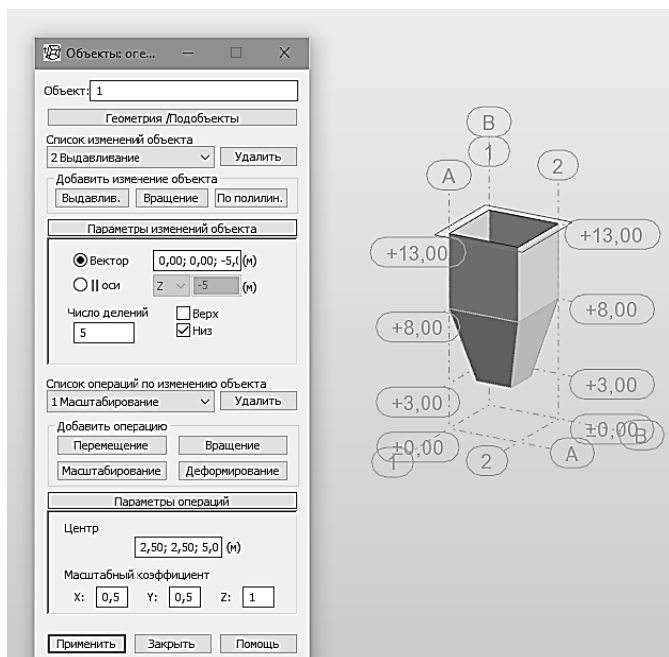 Объекты: опе...
Объект: 1
Геометрия /Подобъекты
Список изменений объекта
2 Выдавливание Удалить
Добавить изменение объекта
Выдавлив. Вращение По полилин.
Параметры изменений объекта
Вектор 0,00; 0,00; -5,( (м)
|| оси Z -5 (м)
Число делений
5
Верх
Низ
Список операций по изменению объекта
1 Масштабирование Удалить
Добавить операцию
Перемещение Вращение
Масштабирование Деформирование
Параметры операций
Центр
2,50; 2,50; 5,0 (м)
Масштабный коэффициент
X: 0,5 Y: 0,5 Z: 1
Применить Закрыть Помощь
B
1
A 2
+13,00 +13,00
+8,00 +8,00
+3,00 +3,00
±0,00 ±0,00 B
1 2 A